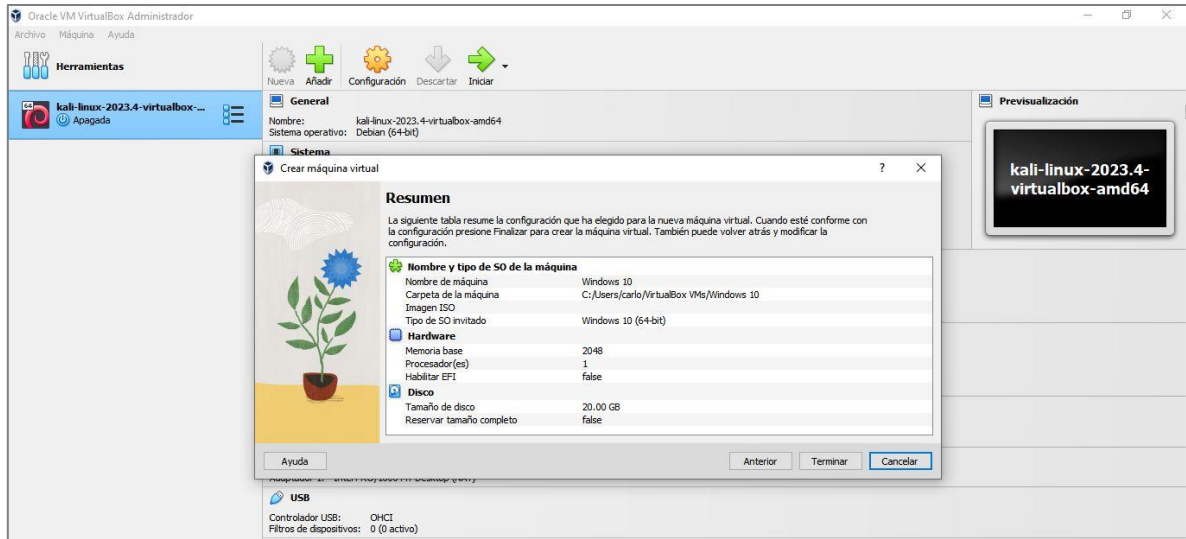 Oracle VM VirtualBox Administrador
Archivo Máquina Ayuda
Herramientas
Nueva Añadir Configuración Descartar Iniciar
64
kali-linux-2023.4-virtualbox-...
Apagada
General
Nombre: kali-linux-2023.4-virtualbox-amd64
Sistema operativo: Debian (64-bit)
Sistema
Previsualización
kali-linux-2023.4-
virtualbox-amd64
Crear máquina virtual
Resumen
La siguiente tabla resume la configuración que ha elegido para la nueva máquina virtual. Cuando esté conforme con
la configuración presione Finalizar para crear la máquina virtual. También puede volver atrás y modificar la
configuración.
Nombre y tipo de SO de la máquina
Nombre de máquina Windows 10
Carpeta de la máquina C:/Users/carlo/VirtualBox VMs/Windows 10
Imagen ISO
Tipo de SO invitado Windows 10 (64-bit)
Hardware
Memoria base 2048
Procesador(es) 1
Habilitar EFI false
Disco
Tamaño de disco 20.00 GB
Reservar tamaño completo false
Ayuda Anterior Terminar Cancelar
USB
Controlador USB: OHCI
Filtros de dispositivos: 0 (0 activo)